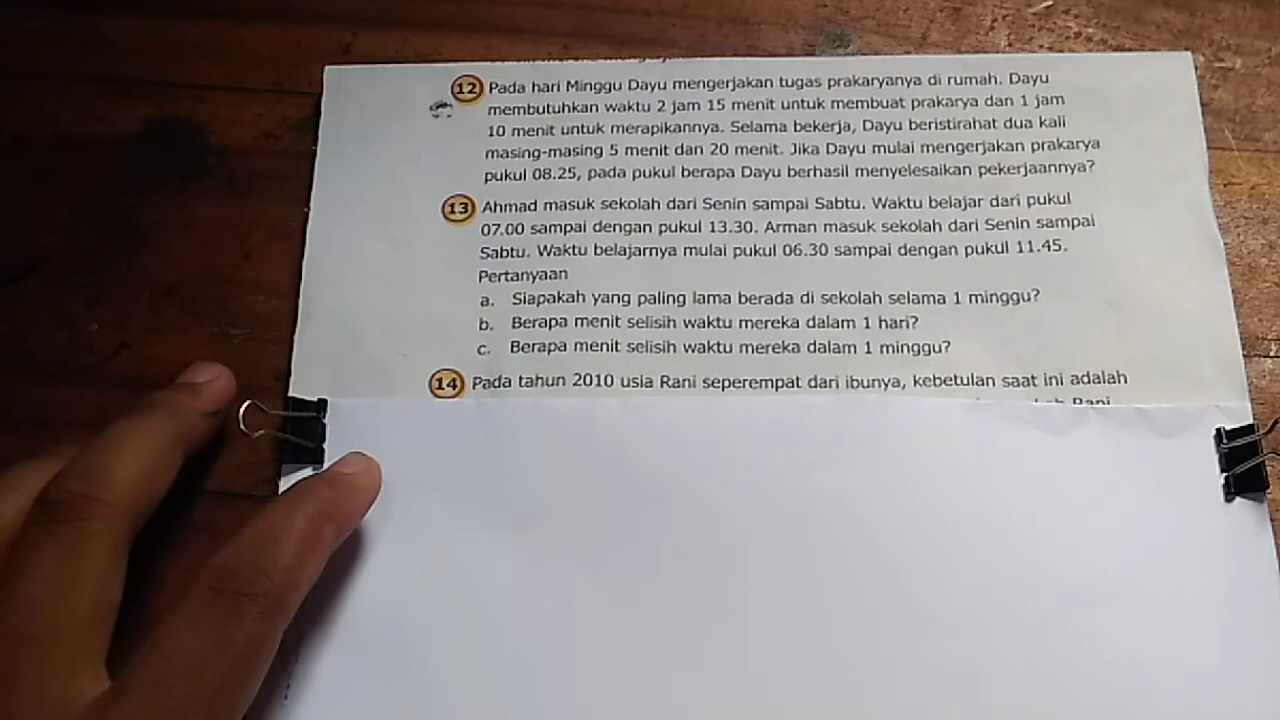 12 Pada hari Minggu Dayu mengerjakan tugas prakaryanya di rumah. Dayu
membutuhkan waktu 2 jam 15 menit untuk membuat prakarya dan 1 jam
10 menit untuk merapikannya. Selama bekerja, Dayu beristirahat dua kali
masing-masing 5 menit dan 20 menit. Jika Dayu mulai mengerjakan prakarya
pukul 08.25, pada pukul berapa Dayu berhasil menyelesaikan pekerjaannya?
13 Ahmad masuk sekolah dari Senin sampai Sabtu. Waktu belajar dari pukul
07.00 sampai dengan pukul 13.30. Arman masuk sekolah dari Senin sampai
Sabtu. Waktu belajarnya mulai pukul 06.30 sampai dengan pukul 11.45.
Pertanyaan
a. Siapakah yang paling lama berada di sekolah selama 1 minggu?
b. Berapa menit selisih waktu mereka dalam 1 hari?
c. Berapa menit selisih waktu mereka dalam 1 minggu?
14 Pada tahun 2010 usia Rani seperempat dari ibunya, kebetulan saat ini adalah
Rani